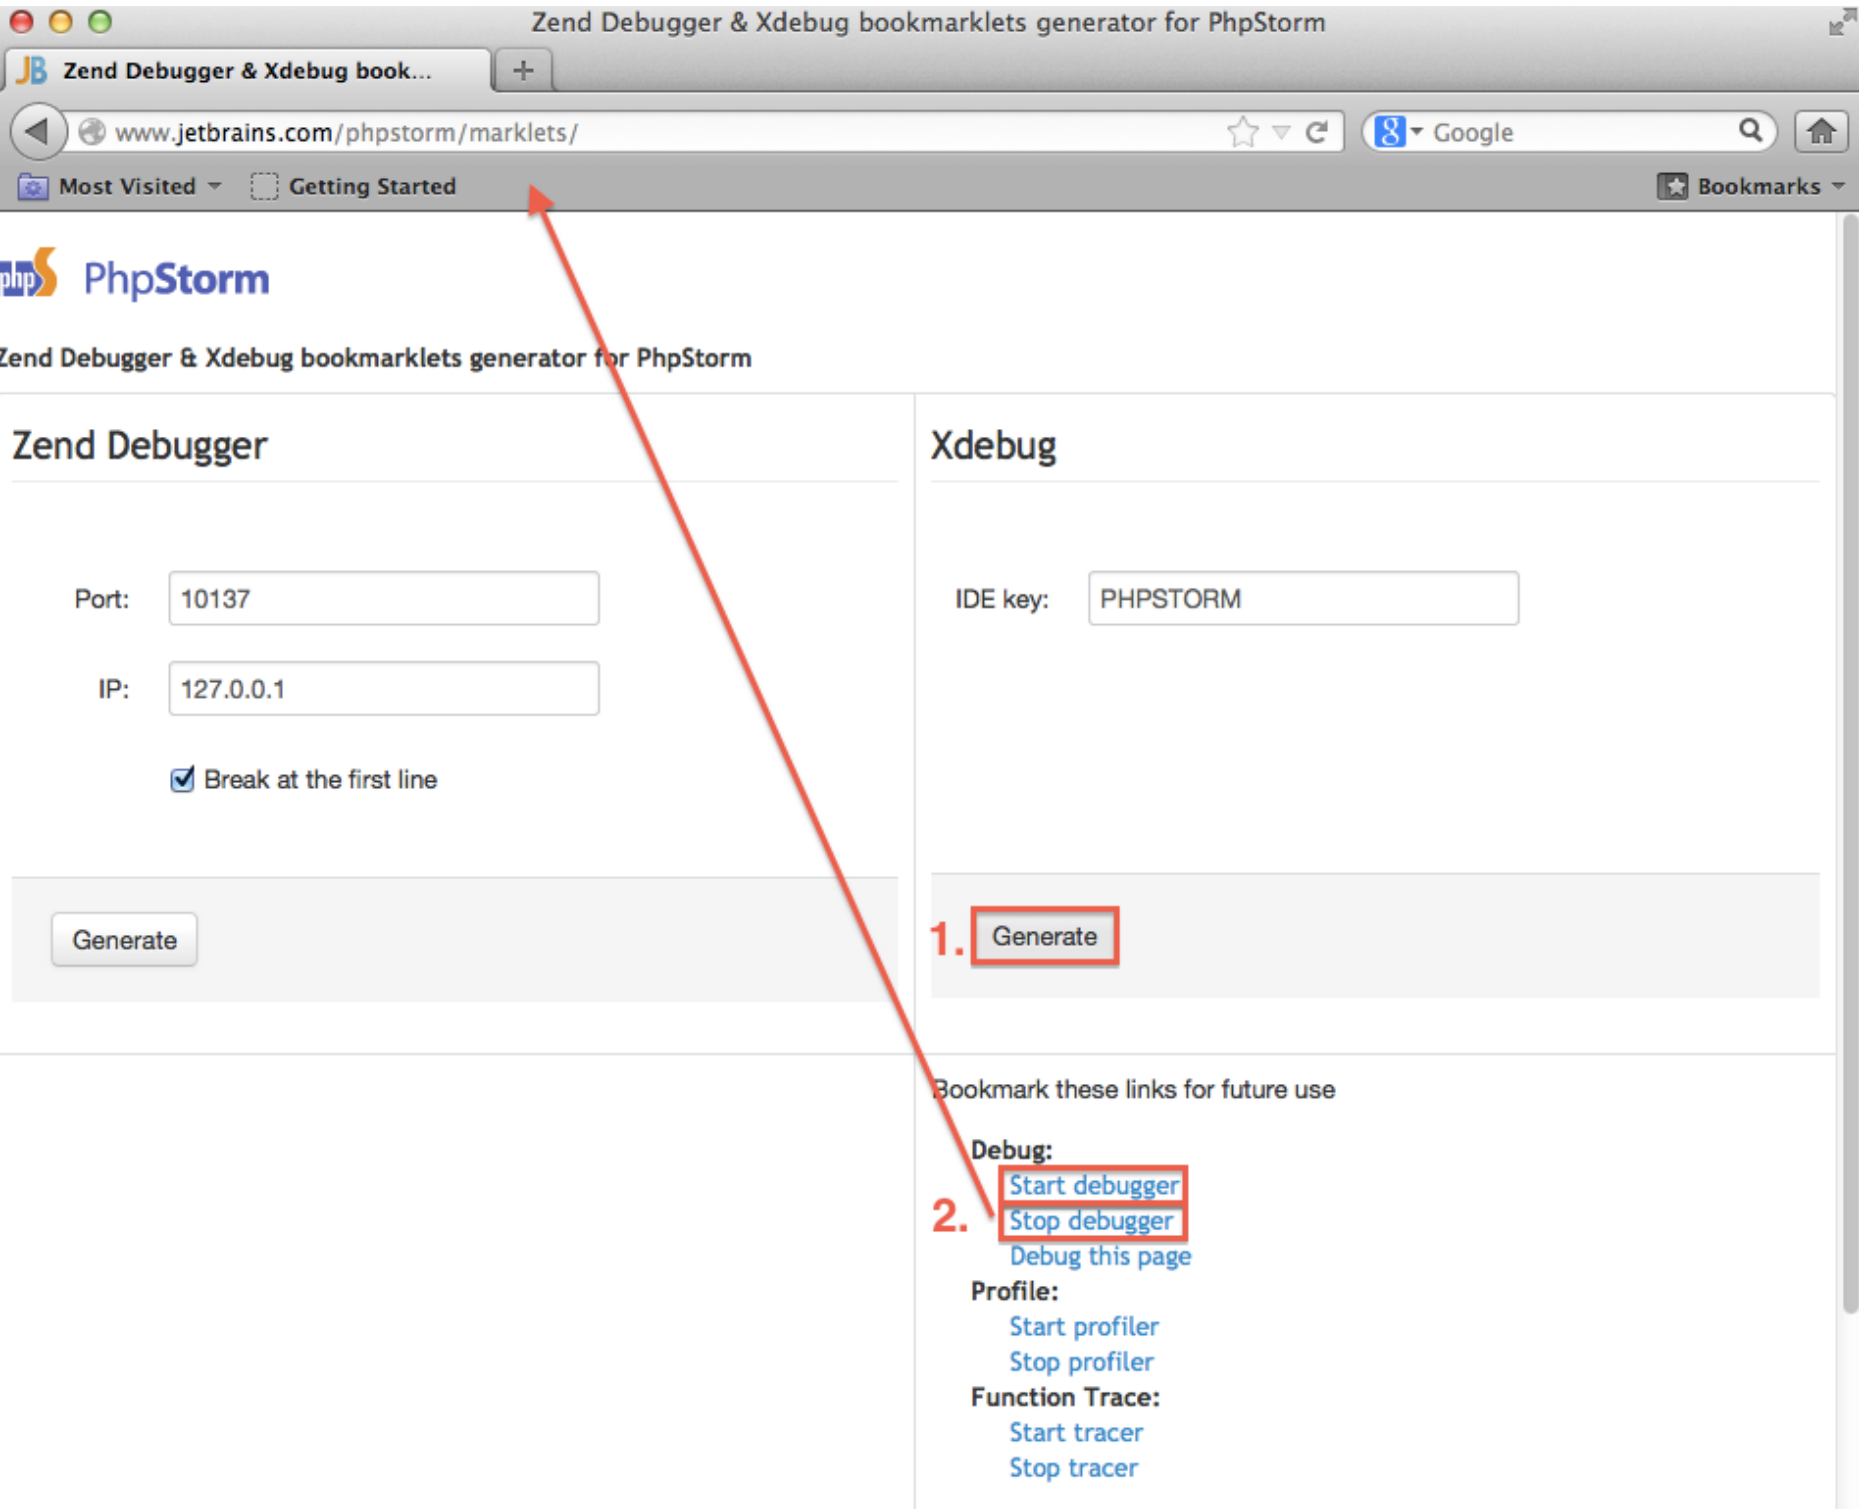 Zend Debugger & Xdebug bookmarklets generator for PhpStorm
JB Zend Debugger & Xdebug book... +
www.jetbrains.com/phpstorm/marklets/
8 Google
Most Visited Getting Started Bookmarks
php PhpStorm
Zend Debugger & Xdebug bookmarklets generator for PhpStorm
Zend Debugger
Port: 10137
IP: 127.0.0.1
Break at the first line
Generate
Xdebug
IDE key: PHPSTORM
1. Generate
Bookmark these links for future use
Debug:
Start debugger
2. Stop debugger
Debug this page
Profile:
Start profiler
Stop profiler
Function Trace:
Start tracer
Stop tracer